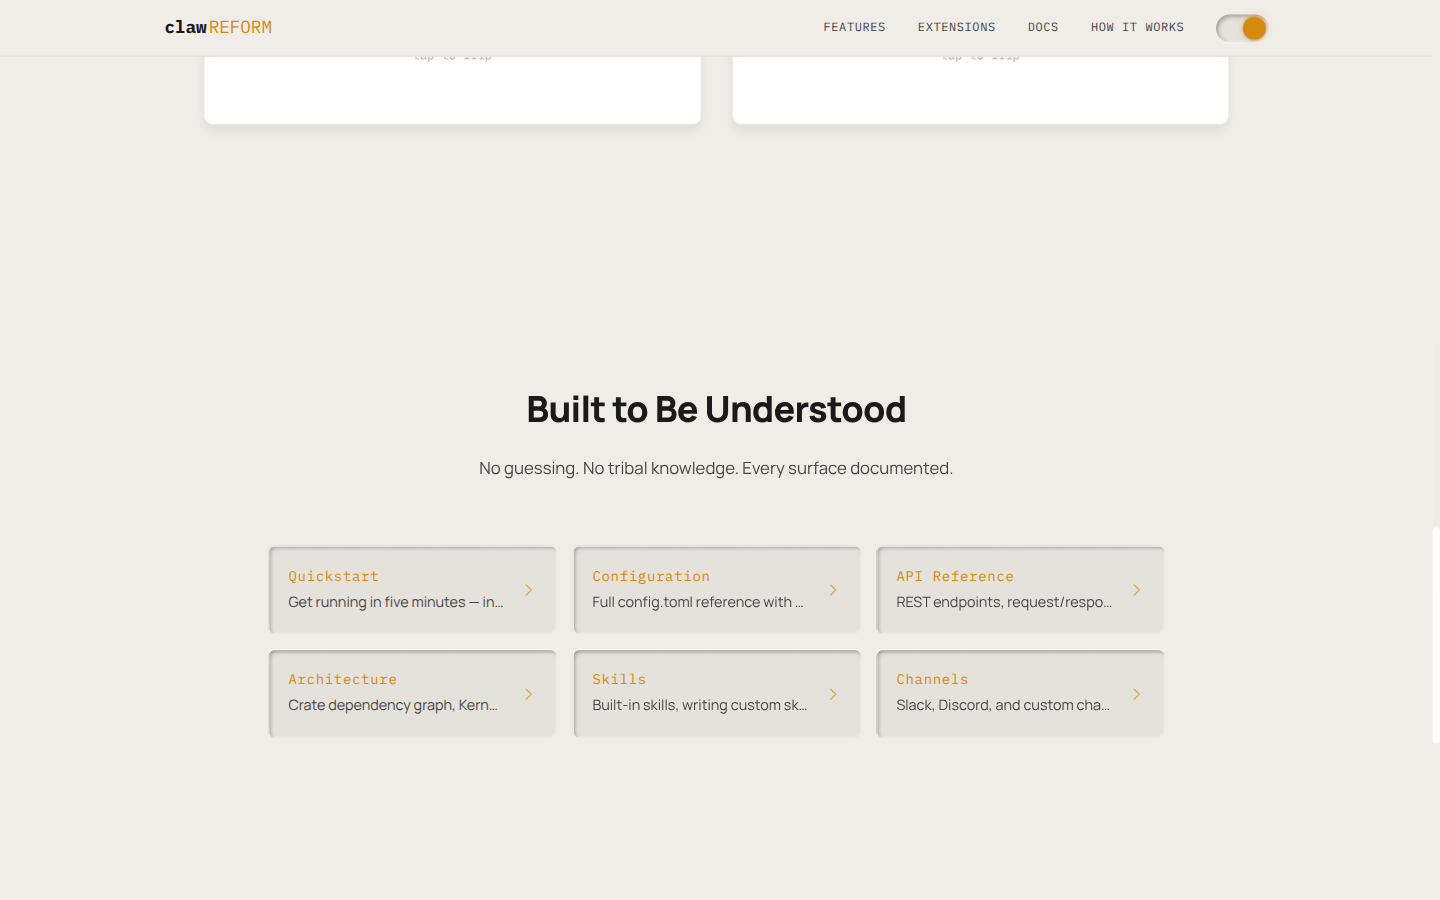 clawREFORM
FEATURES
EXTENSIONS
DOCS
HOW IT WORKS
Built to Be Understood
No guessing. No tribal knowledge. Every surface documented.
Quickstart
Get running in five minutes — in…
Configuration
Full config.toml reference with …
API Reference
REST endpoints, request/respo…
Architecture
Crate dependency graph, Kern…
Skills
Built-in skills, writing custom sk…
Channels
Slack, Discord, and custom cha…